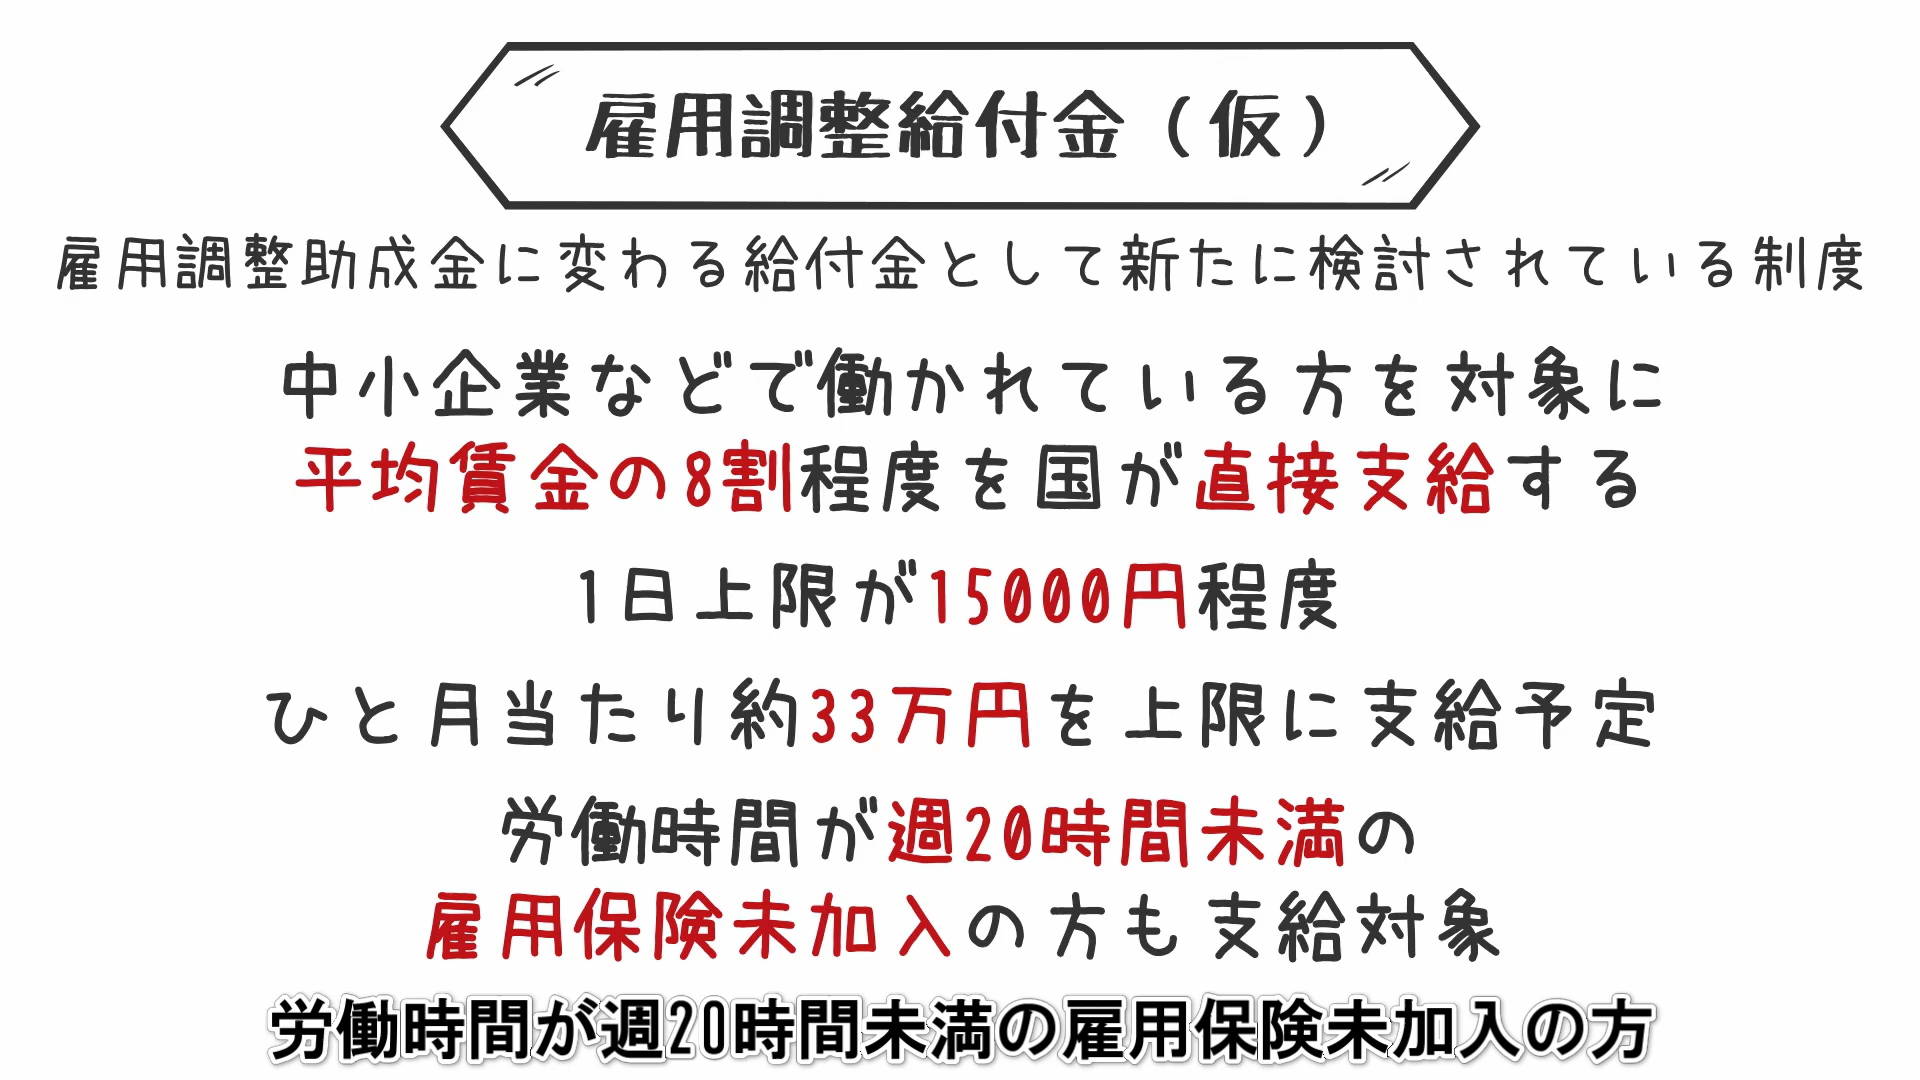 雇用調整給付金（仮）
雇用調整助成金に変わる給付金として新たに検討されている制度
中小企業などで働かれている方を対象に
平均賃金の8割程度を国が直接支給する
1日上限が15000円程度
ひと月当たり約33万円を上限に支給予定
労働時間が週20時間未満の
雇用保険未加入の方も支給対象
労働時間が週20時間未満の雇用保険未加入の方